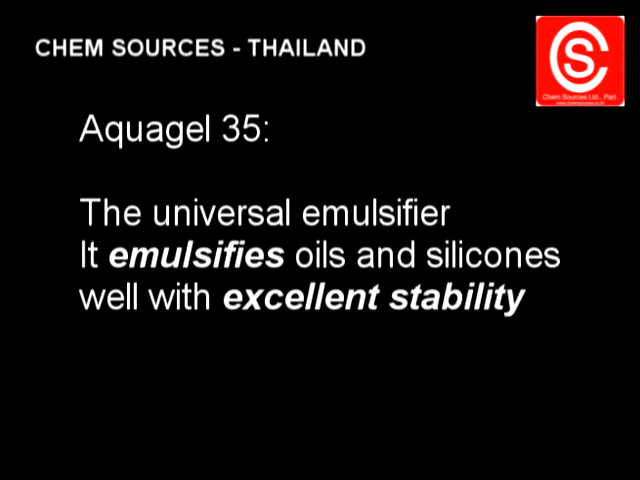 CHEM SOURCES - THAILAND
CS
Chem Sources Ltd., Part.
Aquagel 35:
The universal emulsifier
It emulsifies oils and silicones
well with excellent stability